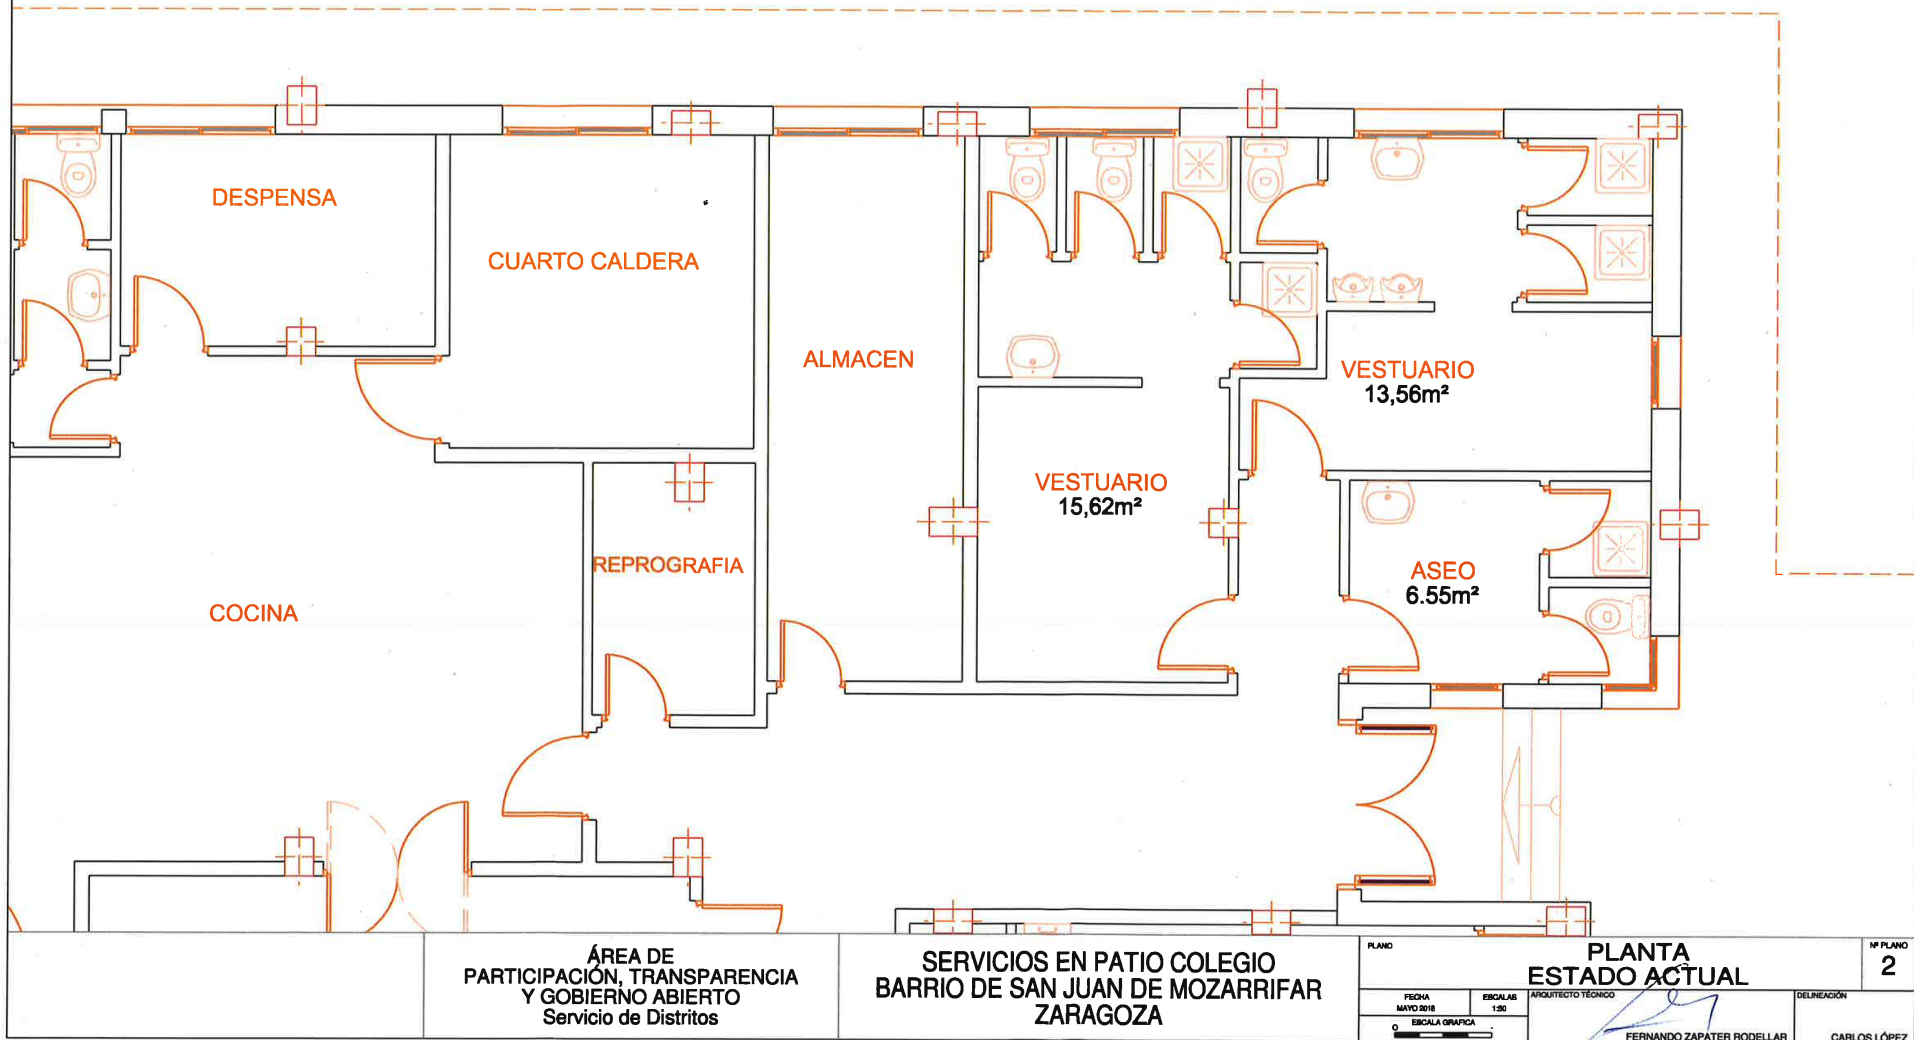 DESPENSA
CUARTO CALDERA
ALMACEN
VESTUARIO
13,56m²
VESTUARIO
15,62m²
REPROGRAFIA
ASEO
6.55m²
COCINA
ÁREA DE
PARTICIPACIÓN, TRANSPARENCIA
Y GOBIERNO ABIERTO
Servicio de Distritos
SERVICIOS EN PATIO COLEGIO
BARRIO DE SAN JUAN DE MOZARRIFAR
ZARAGOZA
PLANO
PLANTA
ESTADO ACTUAL
Nº PLANO
2
FECHA
MAYO 2018
ESCALAS
1:50
ESCALA GRAFICA
0
ARQUITECTO TÉCNICO
FERNANDO ZAPATER RODELLAR
DELINEACIÓN
CARLOS LÓPEZ